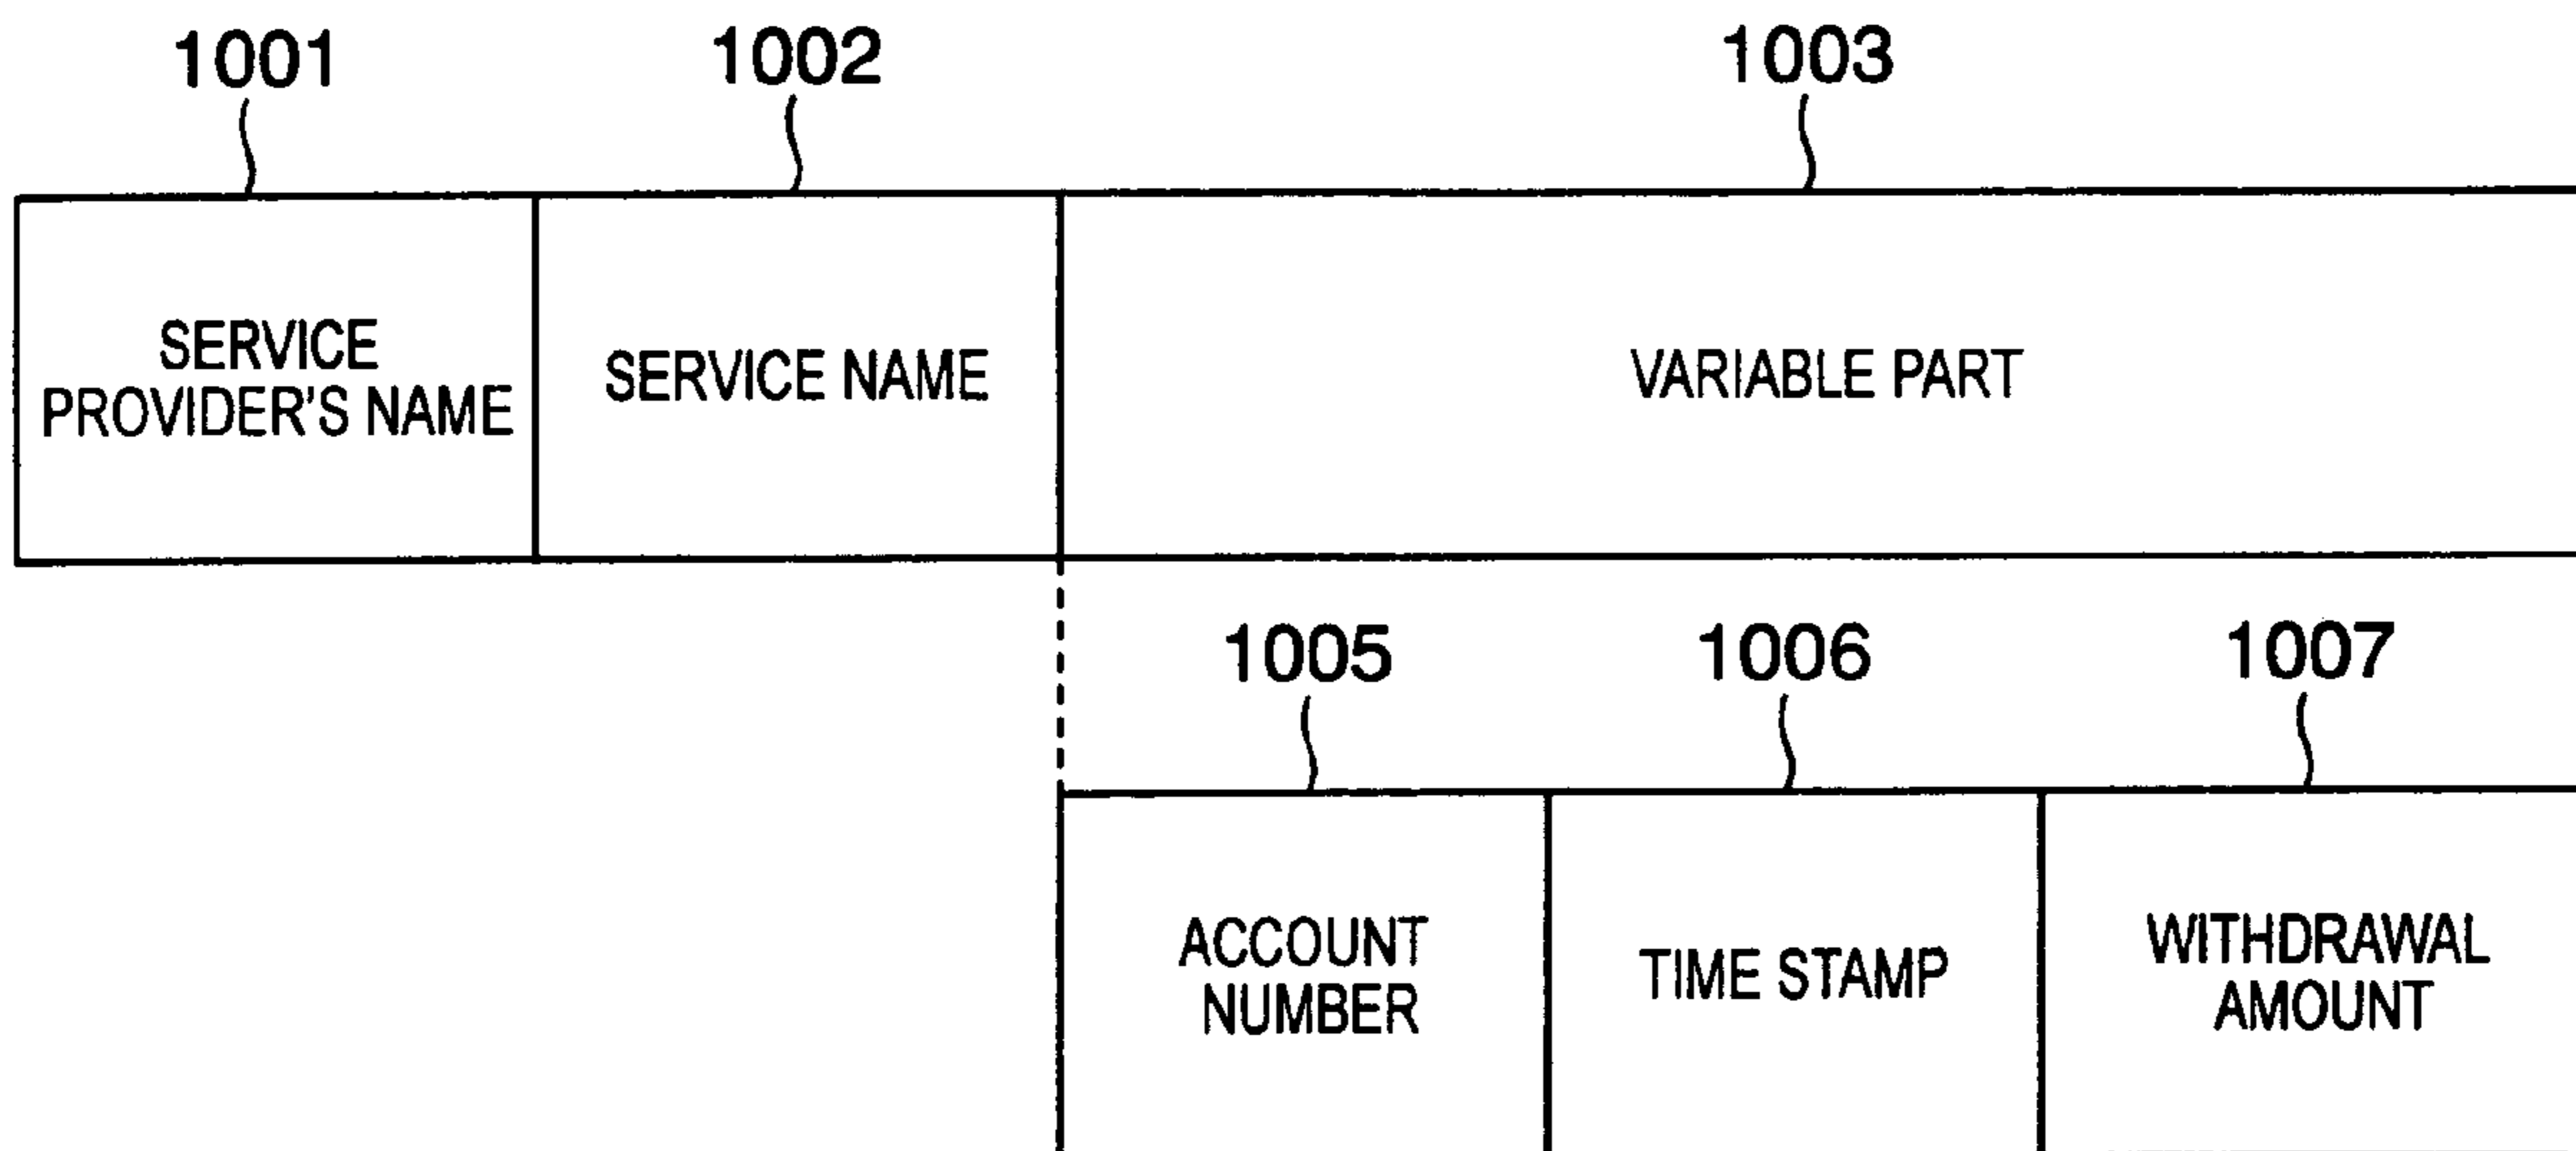 1001
1002
1003
SERVICE
PROVIDER'S NAME
SERVICE NAME
VARIABLE PART
1005
1006
1007
ACCOUNT
NUMBER
TIME STAMP
WITHDRAWAL
AMOUNT